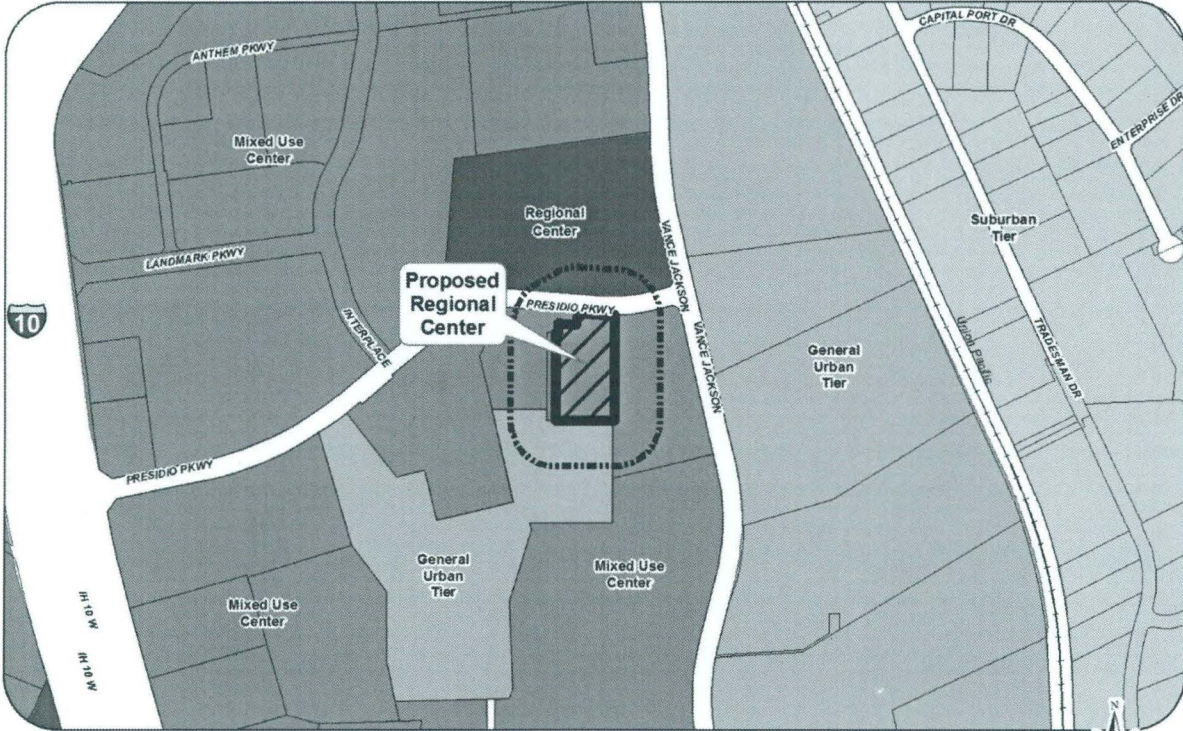 CAPITAL PORT DR
ANTHEM PKWY
ENTERPRISE DR
Mixed Use
Center
Regional
Center
Suburban
Tier
VANCE JACKSON
LANDMARK PKWY
Proposed
Regional
Center
PRESIDIO PKWY
10
INTERPLACE
VANCE JACKSON
Union Pacific
TRADESMAN DR
General
Urban
Tier
PRESIDIO PKWY
General
Urban
Tier
Mixed Use
Center
Mixed Use
Center
IH 10 W
IH 10 W
N